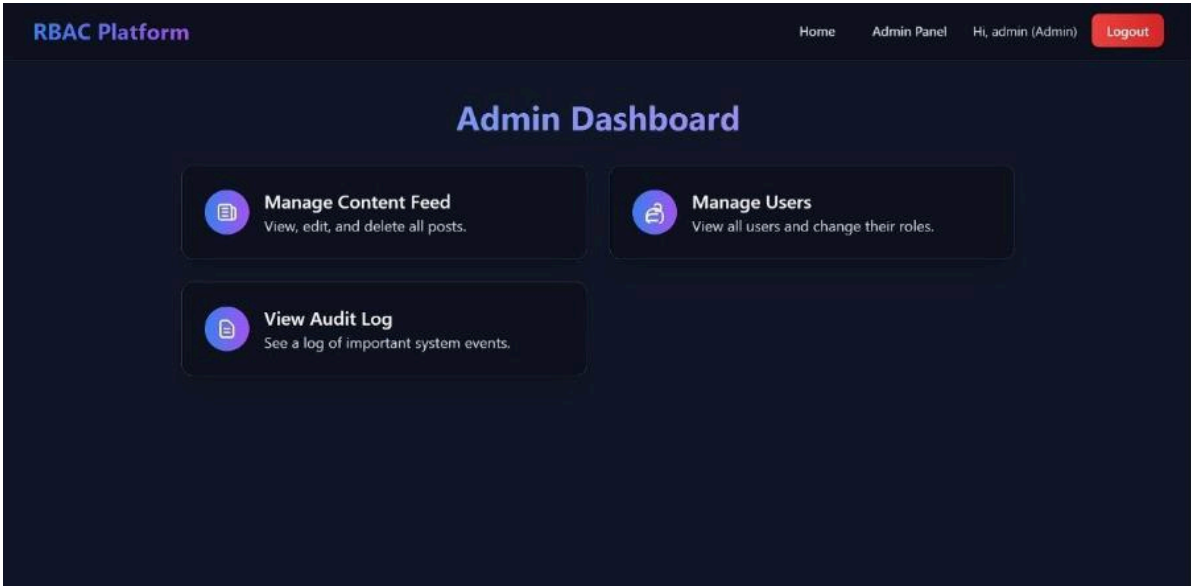 RBAC Platform
Home
Admin Panel
Hi, admin (Admin)
Logout
Admin Dashboard
Manage Content Feed
View, edit, and delete all posts.
Manage Users
View all users and change their roles.
View Audit Log
See a log of important system events.